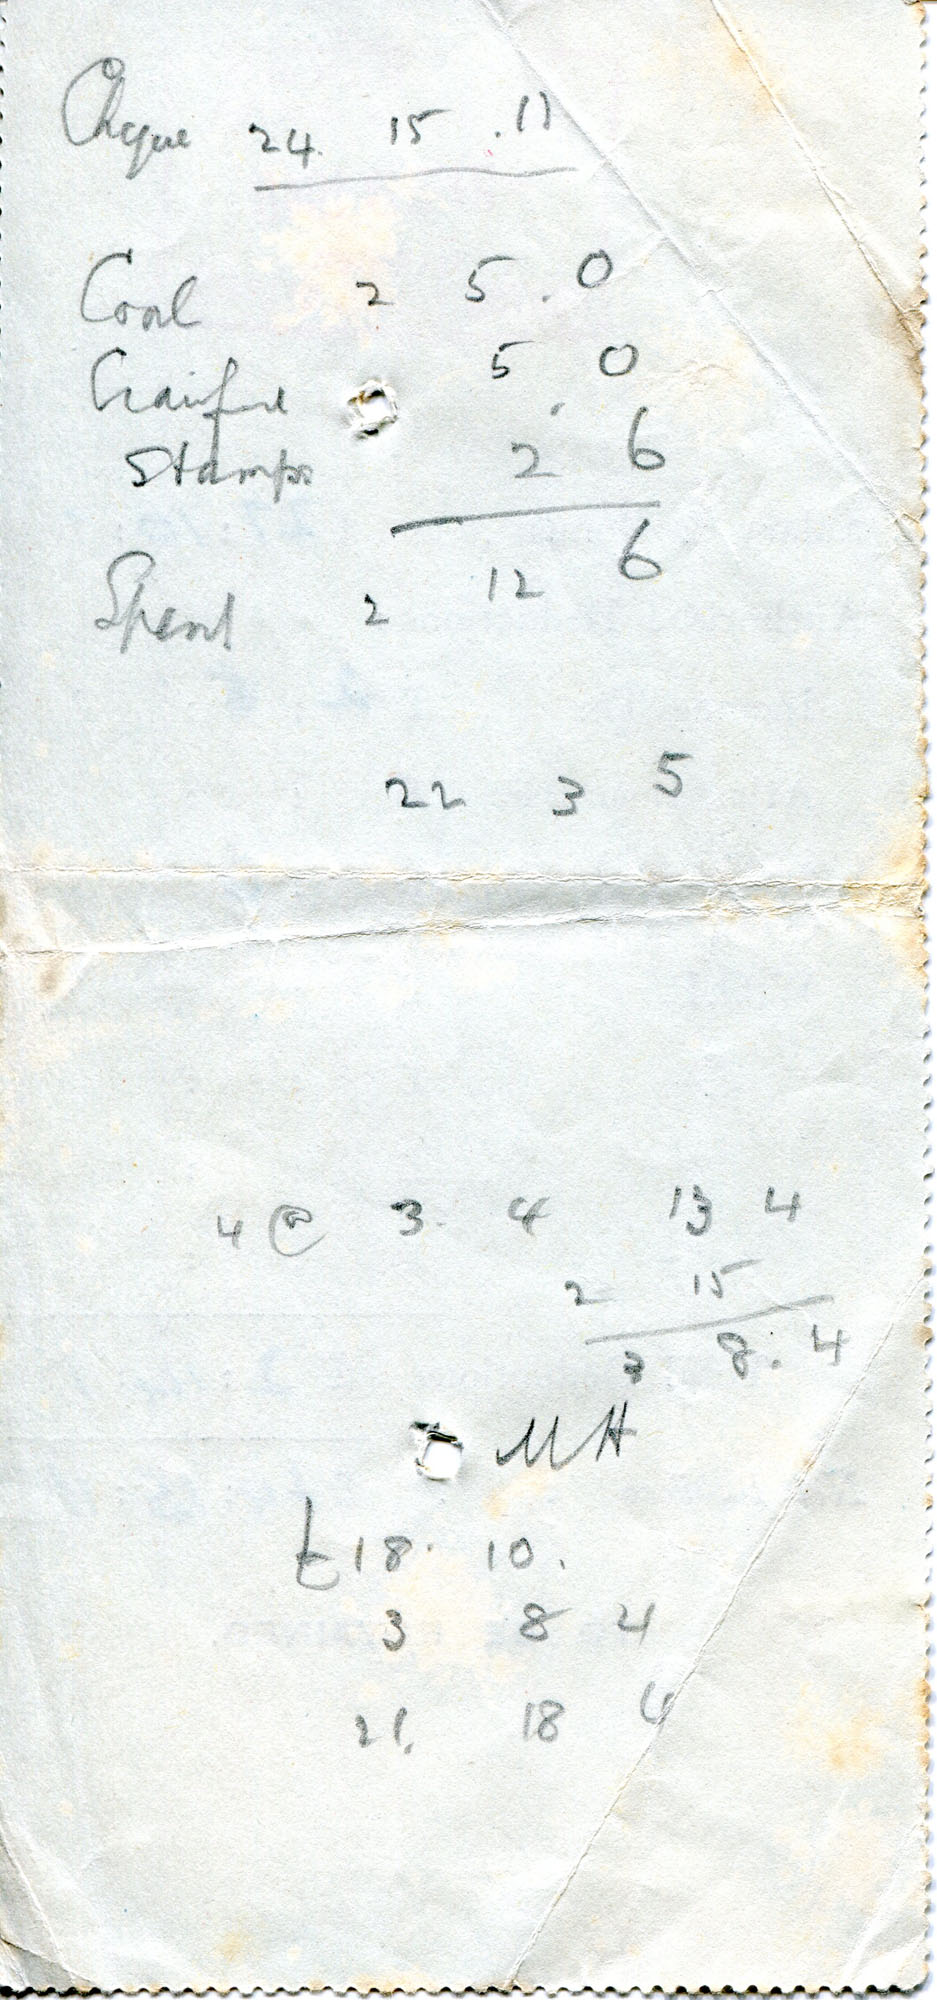 Cheque 24 15 .11
Coal 2 5 . 0
5 0
Stamps 2 6
Spent 2 12 6
22 3 5
4 @ 3. 4 13 4
2 15
3 8. 4
MH
£18. 10.
3 8 4
21. 18 4